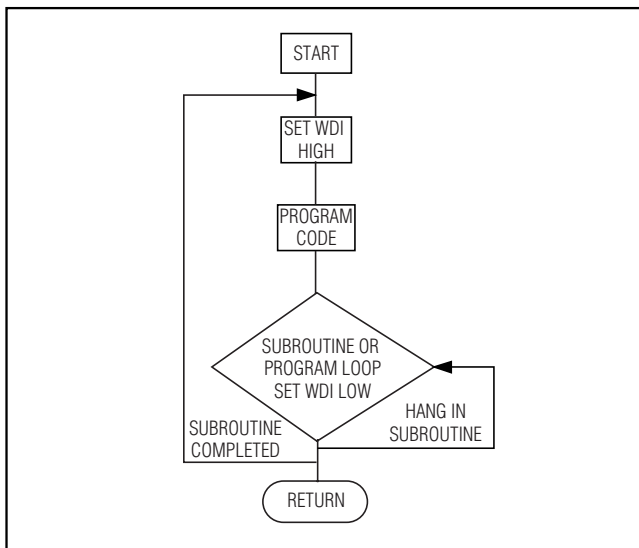 START
SET WDI
HIGH
PROGRAM
CODE
SUBROUTINE OR
PROGRAM LOOP
SET WDI LOW
SUBROUTINE
COMPLETED
HANG IN
SUBROUTINE
RETURN